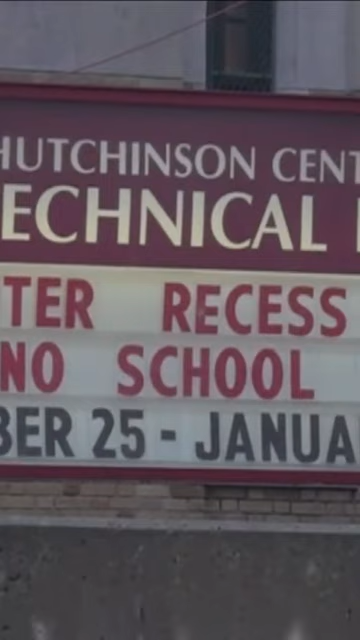 HUTCHINSON CENT
ECHNICAL
TER RECESS
NO SCHOOL
BER 25 - JANUA